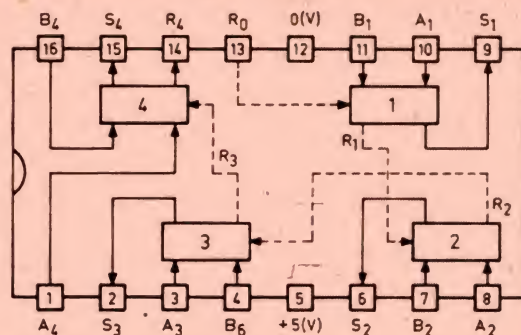 B4 S4 R4 R0 0(V) B1 A1 S1
16 15 14 13 12 11 10 9
4 1
R1
R3
R2
3 2
1 2 3 4 5 6 7 8
A4 S3 A3 B6 +5(V) S2 B2 A2